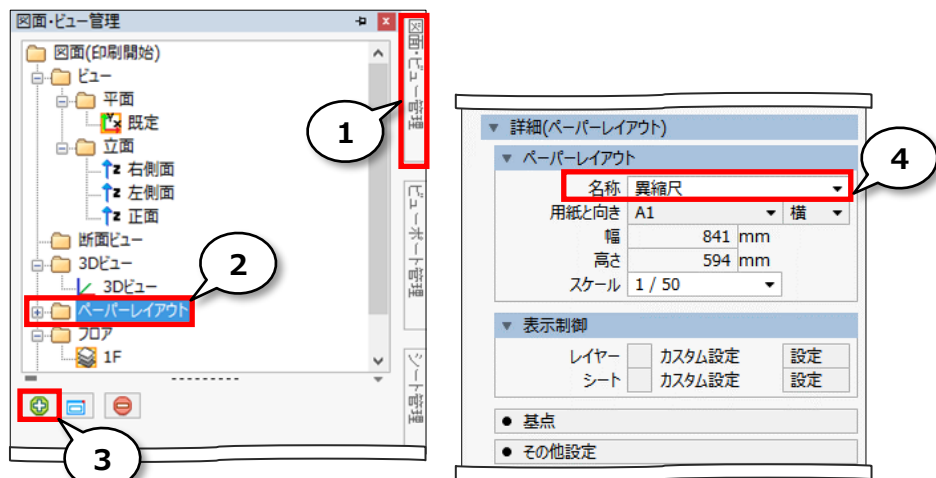 図面・ビュー管理
図面(印刷開始)
ビュー
平面
既定
立面
右側面
左側面
正面
断面ビュー
3Dビュー
3Dビュー
ペーパーレイアウト
フロア
1F
図面・ビュー管理
ビューポート管理
シート管理
1
2
3
詳細(ペーパーレイアウト)
ペーパーレイアウト
名称 異縮尺
用紙と向き A1 横
幅 841 mm
高さ 594 mm
スケール 1 / 50
表示制御
レイヤー カスタム設定 設定
シート カスタム設定 設定
基点
その他設定
4